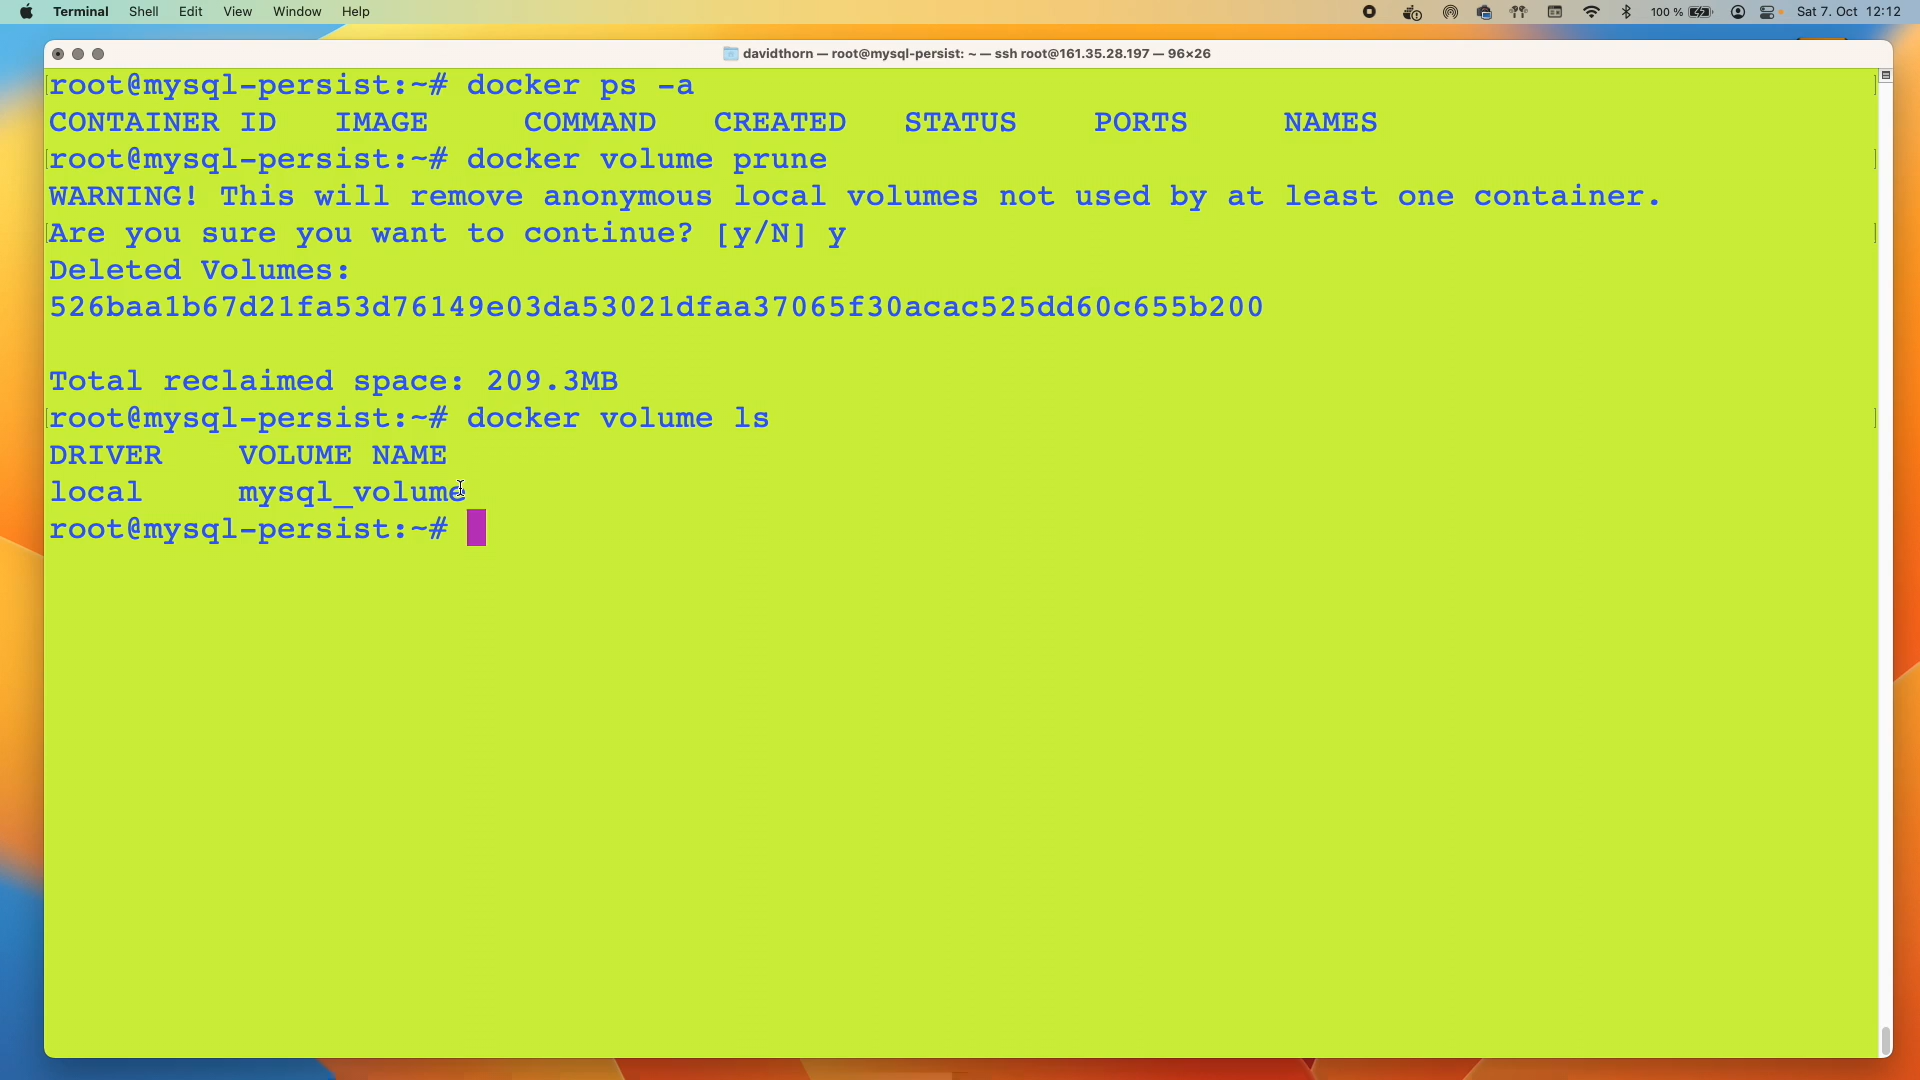 Terminal Shell Edit View Window Help 100 % Sat 7. Oct 12:12
davidthorn — root@mysql-persist: ~ — ssh root@161.35.28.197 — 96×26
root@mysql-persist:~# docker ps -a
CONTAINER ID IMAGE COMMAND CREATED STATUS PORTS NAMES
root@mysql-persist:~# docker volume prune
WARNING! This will remove anonymous local volumes not used by at least one container.
Are you sure you want to continue? [y/N] y
Deleted Volumes:
526baa1b67d21fa53d76149e03da53021dfaa37065f30acac525dd60c655b200
Total reclaimed space: 209.3MB
root@mysql-persist:~# docker volume ls
DRIVER VOLUME NAME
local mysql_volume
root@mysql-persist:~#